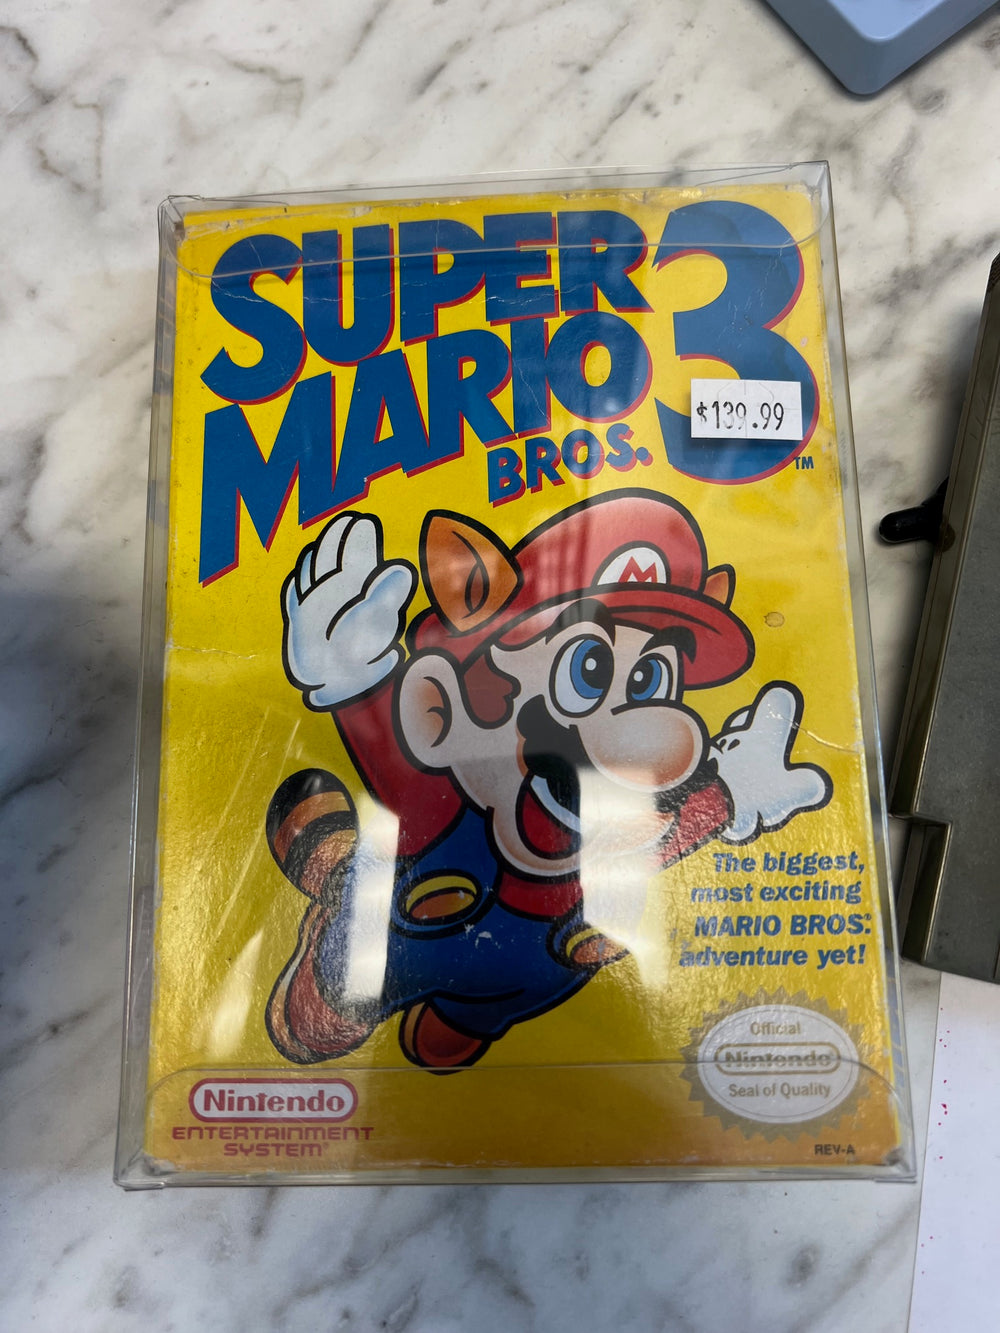 SUPER
MARIO
BROS.
3
TM
$139.99
M
The biggest,
most exciting
MARIO BROS.
adventure yet!
Official
Nintendo
Seal of Quality
Nintendo
ENTERTAINMENT
SYSTEM®
REV-A